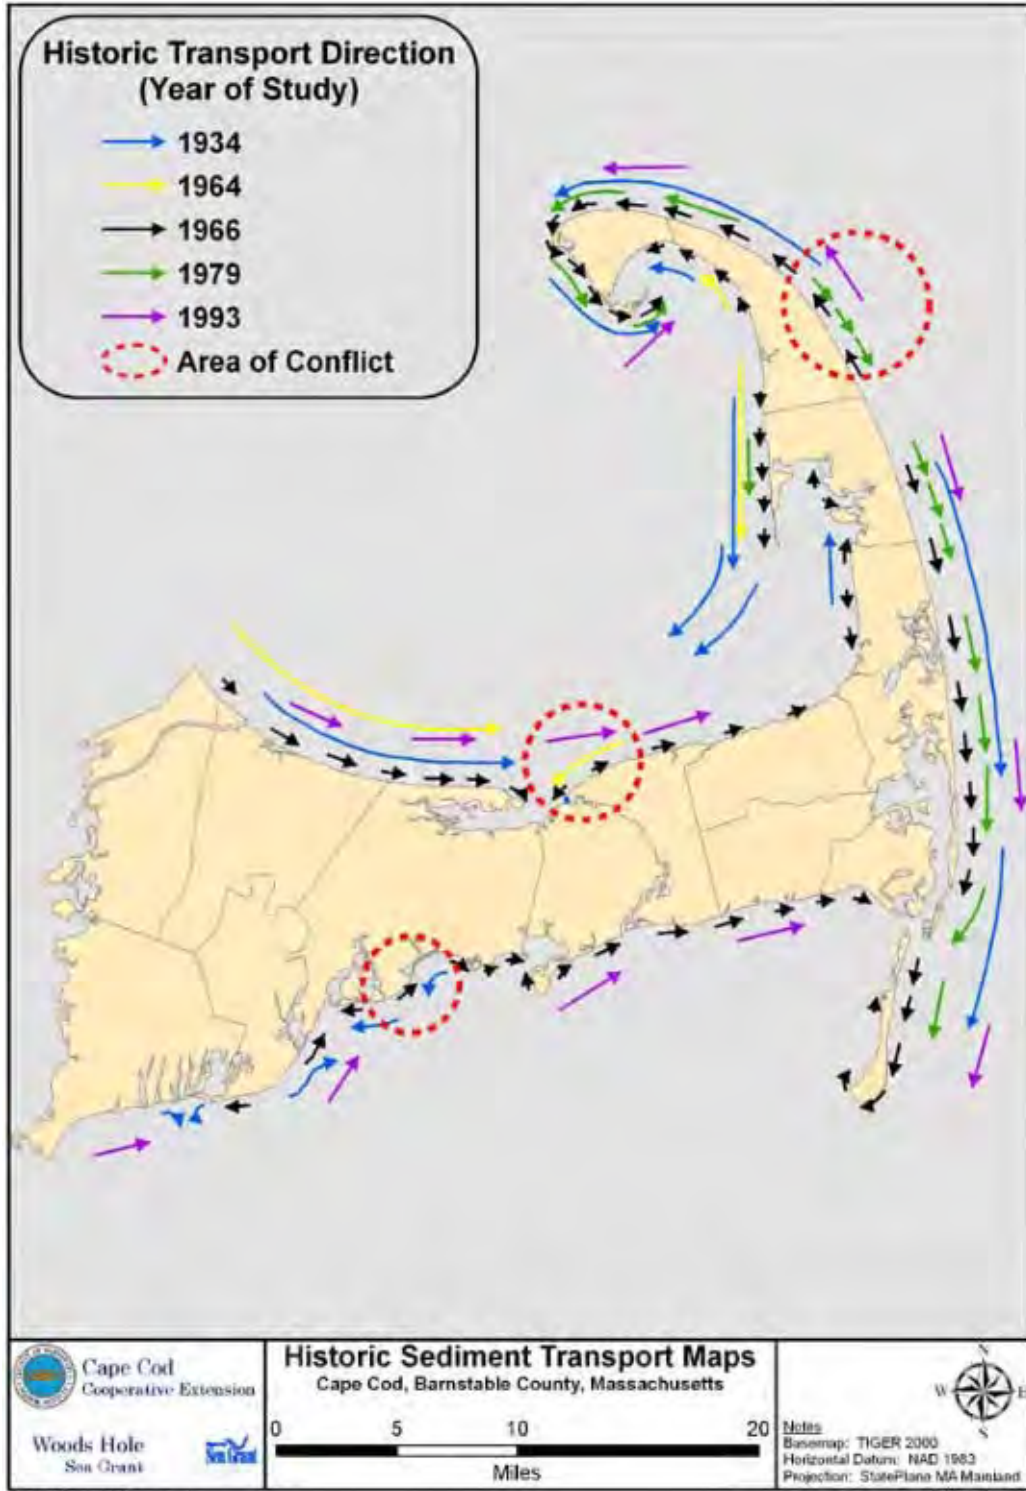 Historic Transport Direction
(Year of Study)
1934
1964
1966
1979
1993
Area of Conflict
Cape Cod
Cooperative Extension
Woods Hole
Sea Grant
Sea Grant
Historic Sediment Transport Maps
Cape Cod, Barnstable County, Massachusetts
0 5 10 20
Miles
N
W E
S
Notes
Basemap: TIGER 2000
Horizontal Datum: NAD 1983
Projection: StatePlane MA Mainland